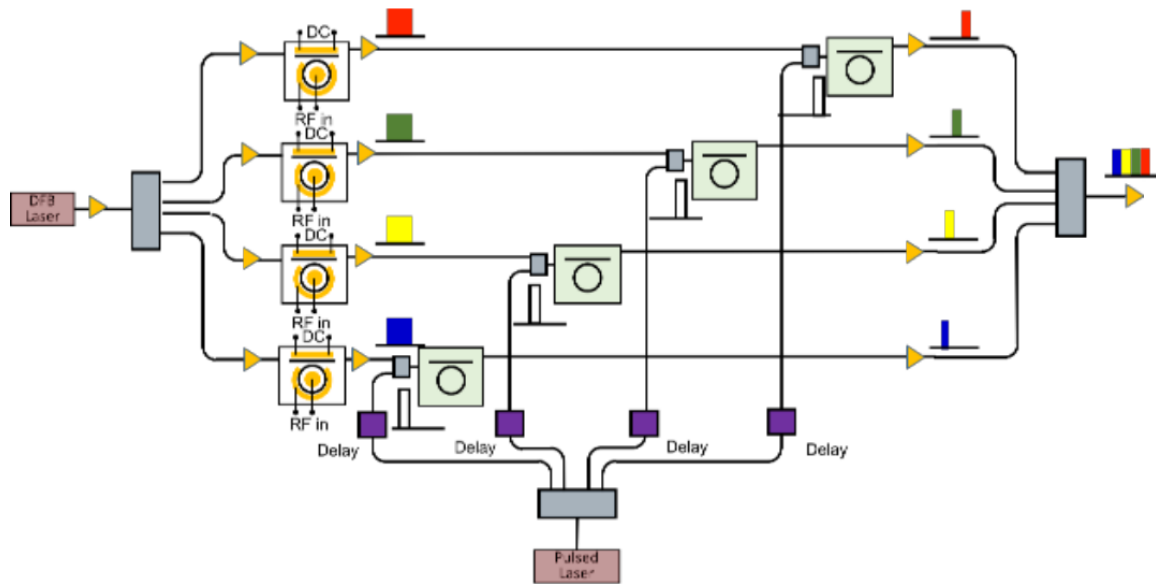 DC
RF in
DC
RF in
DC
RF in
DC
RF in
DFB
Laser
Delay
Delay
Delay
Delay
Pulsed
Laser